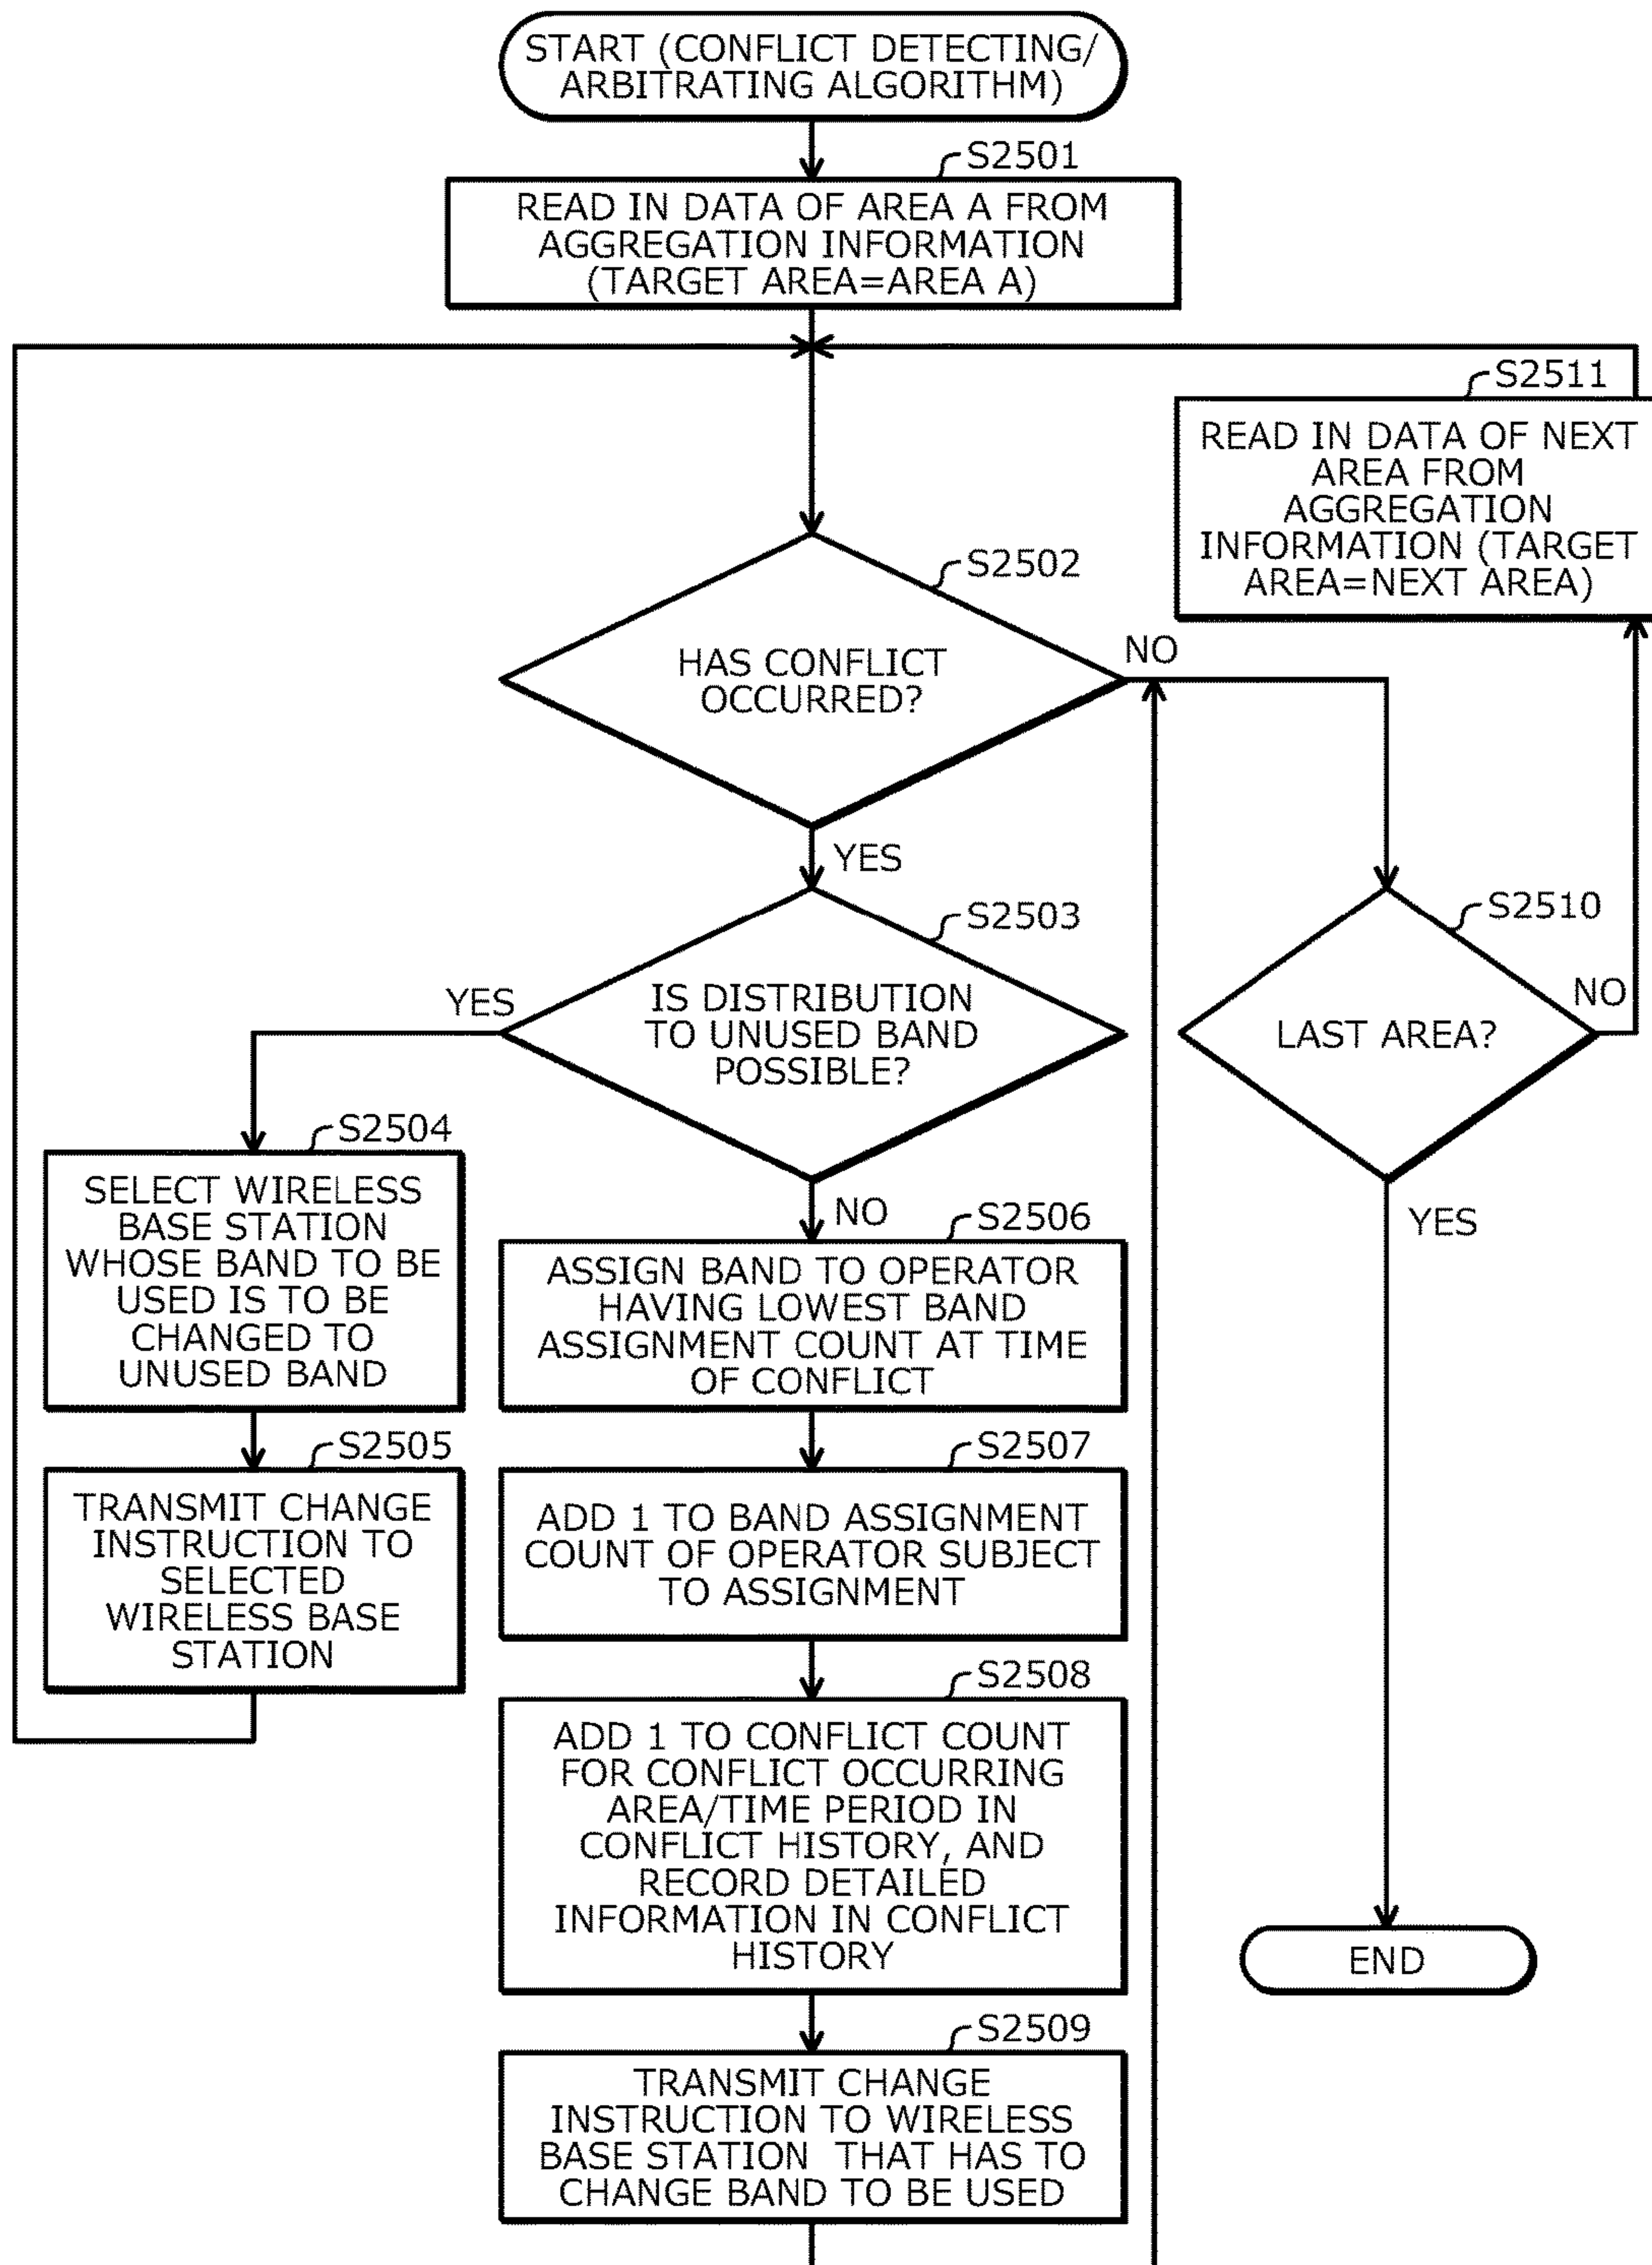 START (CONFLICT DETECTING/
ARBITRATING ALGORITHM)
S2501
READ IN DATA OF AREA A FROM
AGGREGATION INFORMATION
(TARGET AREA=AREA A)
S2511
READ IN DATA OF NEXT
AREA FROM
AGGREGATION
INFORMATION (TARGET
AREA=NEXT AREA)
S2502
HAS CONFLICT
OCCURRED?
NO
YES
S2503
IS DISTRIBUTION
TO UNUSED BAND
POSSIBLE?
YES
NO
S2510
LAST AREA?
NO
YES
S2504
SELECT WIRELESS
BASE STATION
WHOSE BAND TO BE
USED IS TO BE
CHANGED TO
UNUSED BAND
S2505
TRANSMIT CHANGE
INSTRUCTION TO
SELECTED
WIRELESS BASE
STATION
S2506
ASSIGN BAND TO OPERATOR
HAVING LOWEST BAND
ASSIGNMENT COUNT AT TIME
OF CONFLICT
S2507
ADD 1 TO BAND ASSIGNMENT
COUNT OF OPERATOR SUBJECT
TO ASSIGNMENT
S2508
ADD 1 TO CONFLICT COUNT
FOR CONFLICT OCCURRING
AREA/TIME PERIOD IN
CONFLICT HISTORY, AND
RECORD DETAILED
INFORMATION IN CONFLICT
HISTORY
S2509
TRANSMIT CHANGE
INSTRUCTION TO WIRELESS
BASE STATION THAT HAS TO
CHANGE BAND TO BE USED
END